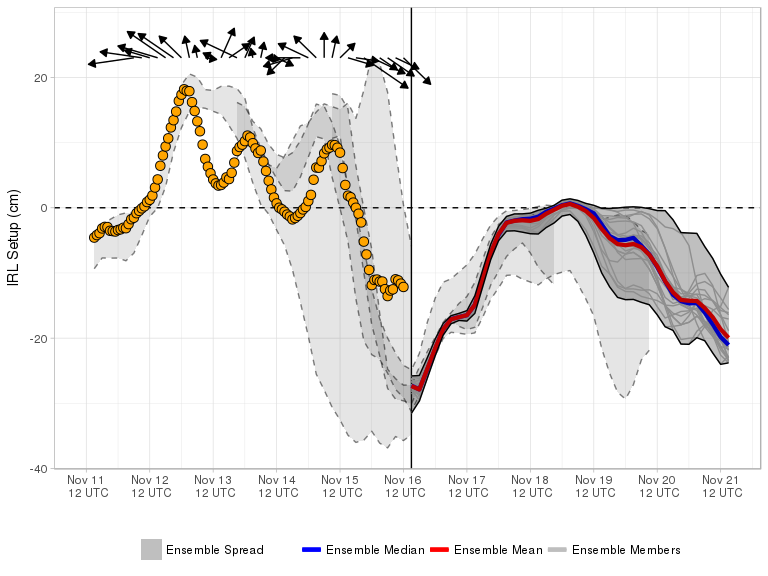 IRL Setup (cm)
20
0
-20
-40
Nov 11 Nov 12 Nov 13 Nov 14 Nov 15 Nov 16 Nov 17 Nov 18 Nov 19 Nov 20 Nov 21
12 UTC 12 UTC 12 UTC 12 UTC 12 UTC 12 UTC 12 UTC 12 UTC 12 UTC 12 UTC 12 UTC
Ensemble Spread Ensemble Median Ensemble Mean Ensemble Members